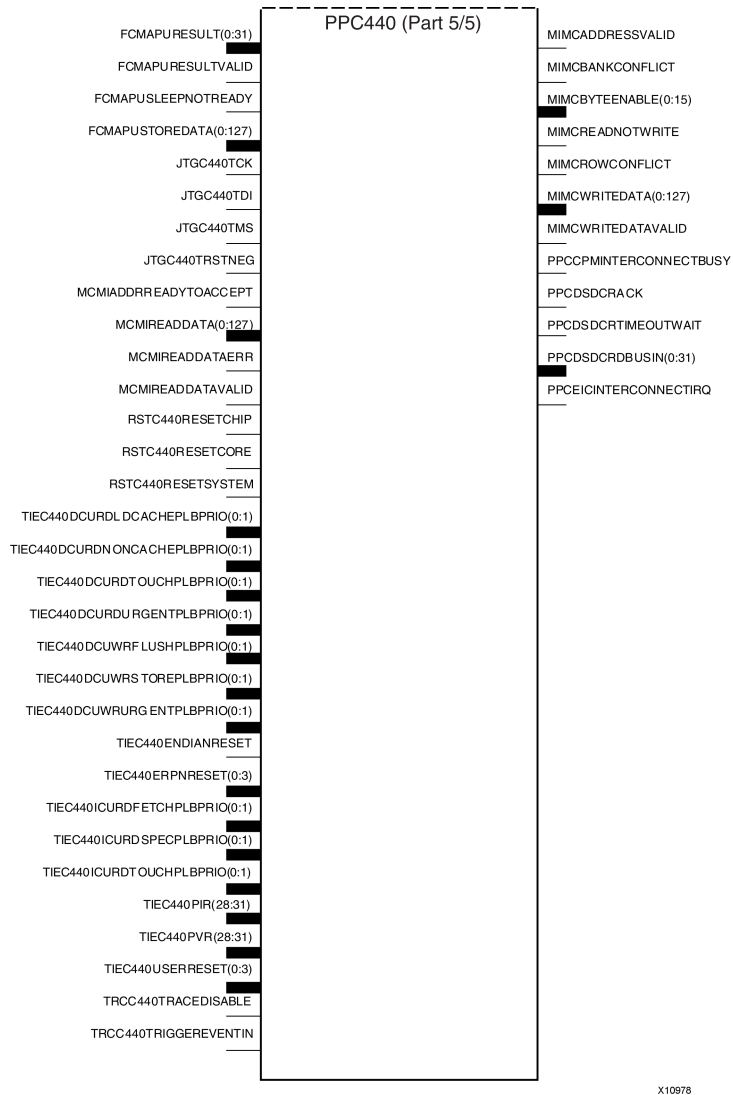 PPC440 (Part 5/5)
FCMAPURESULT(0:31)
FCMAPURESULTVALID
FCMAPUSLEEPNOTREADY
FCMAPUSTOREDATA(0:127)
JTGC440TCK
JTGC440TDI
JTGC440TMS
JTGC440TRSTNEG
MCMIADDRREADYTOACCEPT
MCMIREADDATA(0:127)
MCMIREADDATAERR
MCMIREADDATAVALID
RSTC440RESETCHIP
RSTC440RESETCORE
RSTC440RESETSYSTEM
TIEC440DCURDLDCACHEPLBPRIO(0:1)
TIEC440DCURDNONCACHEPLBPRIO(0:1)
TIEC440DCURDTOUCHPLBPRIO(0:1)
TIEC440DCURDURGENTPLBPRIO(0:1)
TIEC440DCUWRFLUSHPLBPRIO(0:1)
TIEC440DCUWRSTOREPLBPRIO(0:1)
TIEC440DCUWRURGENTPLBPRIO(0:1)
TIEC440ENDIANRESET
TIEC440ERPNRESET(0:3)
TIEC440ICURDFETCHPLBPRIO(0:1)
TIEC440ICURDSPECPLBPRIO(0:1)
TIEC440ICURDTOUCHPLBPRIO(0:1)
TIEC440PIR(28:31)
TIEC440PVR(28:31)
TIEC440USERRESET(0:3)
TRCC440TRACEDISABLE
TRCC440TRIGGEREVENTIN
MIMCADDRESSVALID
MIMCBANKCONFLICT
MIMCBYTEENABLE(0:15)
MIMCREADNOTWRITE
MIMCROWCONFLICT
MIMCWRITEDATA(0:127)
MIMCWRITEDATAVALID
PPCCPMINTERCONNECTBUSY
PPCDSDCRACK
PPCDSDCRTIMEOUTWAIT
PPCDSDCRDBUSIN(0:31)
PPCEICINTERCONNECTIRQ
X10978